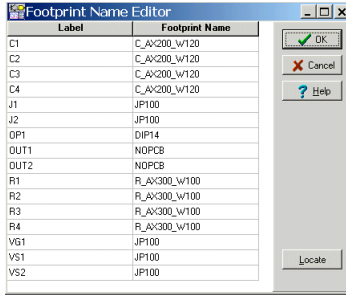 Footprint Name Editor
Label Footprint Name
C1 C_AX200_W120
C2 C_AX200_W120
C3 C_AX200_W120
C4 C_AX200_W120
J1 JP100
J2 JP100
OP1 DIP14
OUT1 NOPCB
OUT2 NOPCB
R1 R_AX300_W100
R2 R_AX300_W100
R3 R_AX300_W100
R4 R_AX300_W100
VG1 JP100
VS1 JP100
VS2 JP100
OK
Cancel
Help
Locate